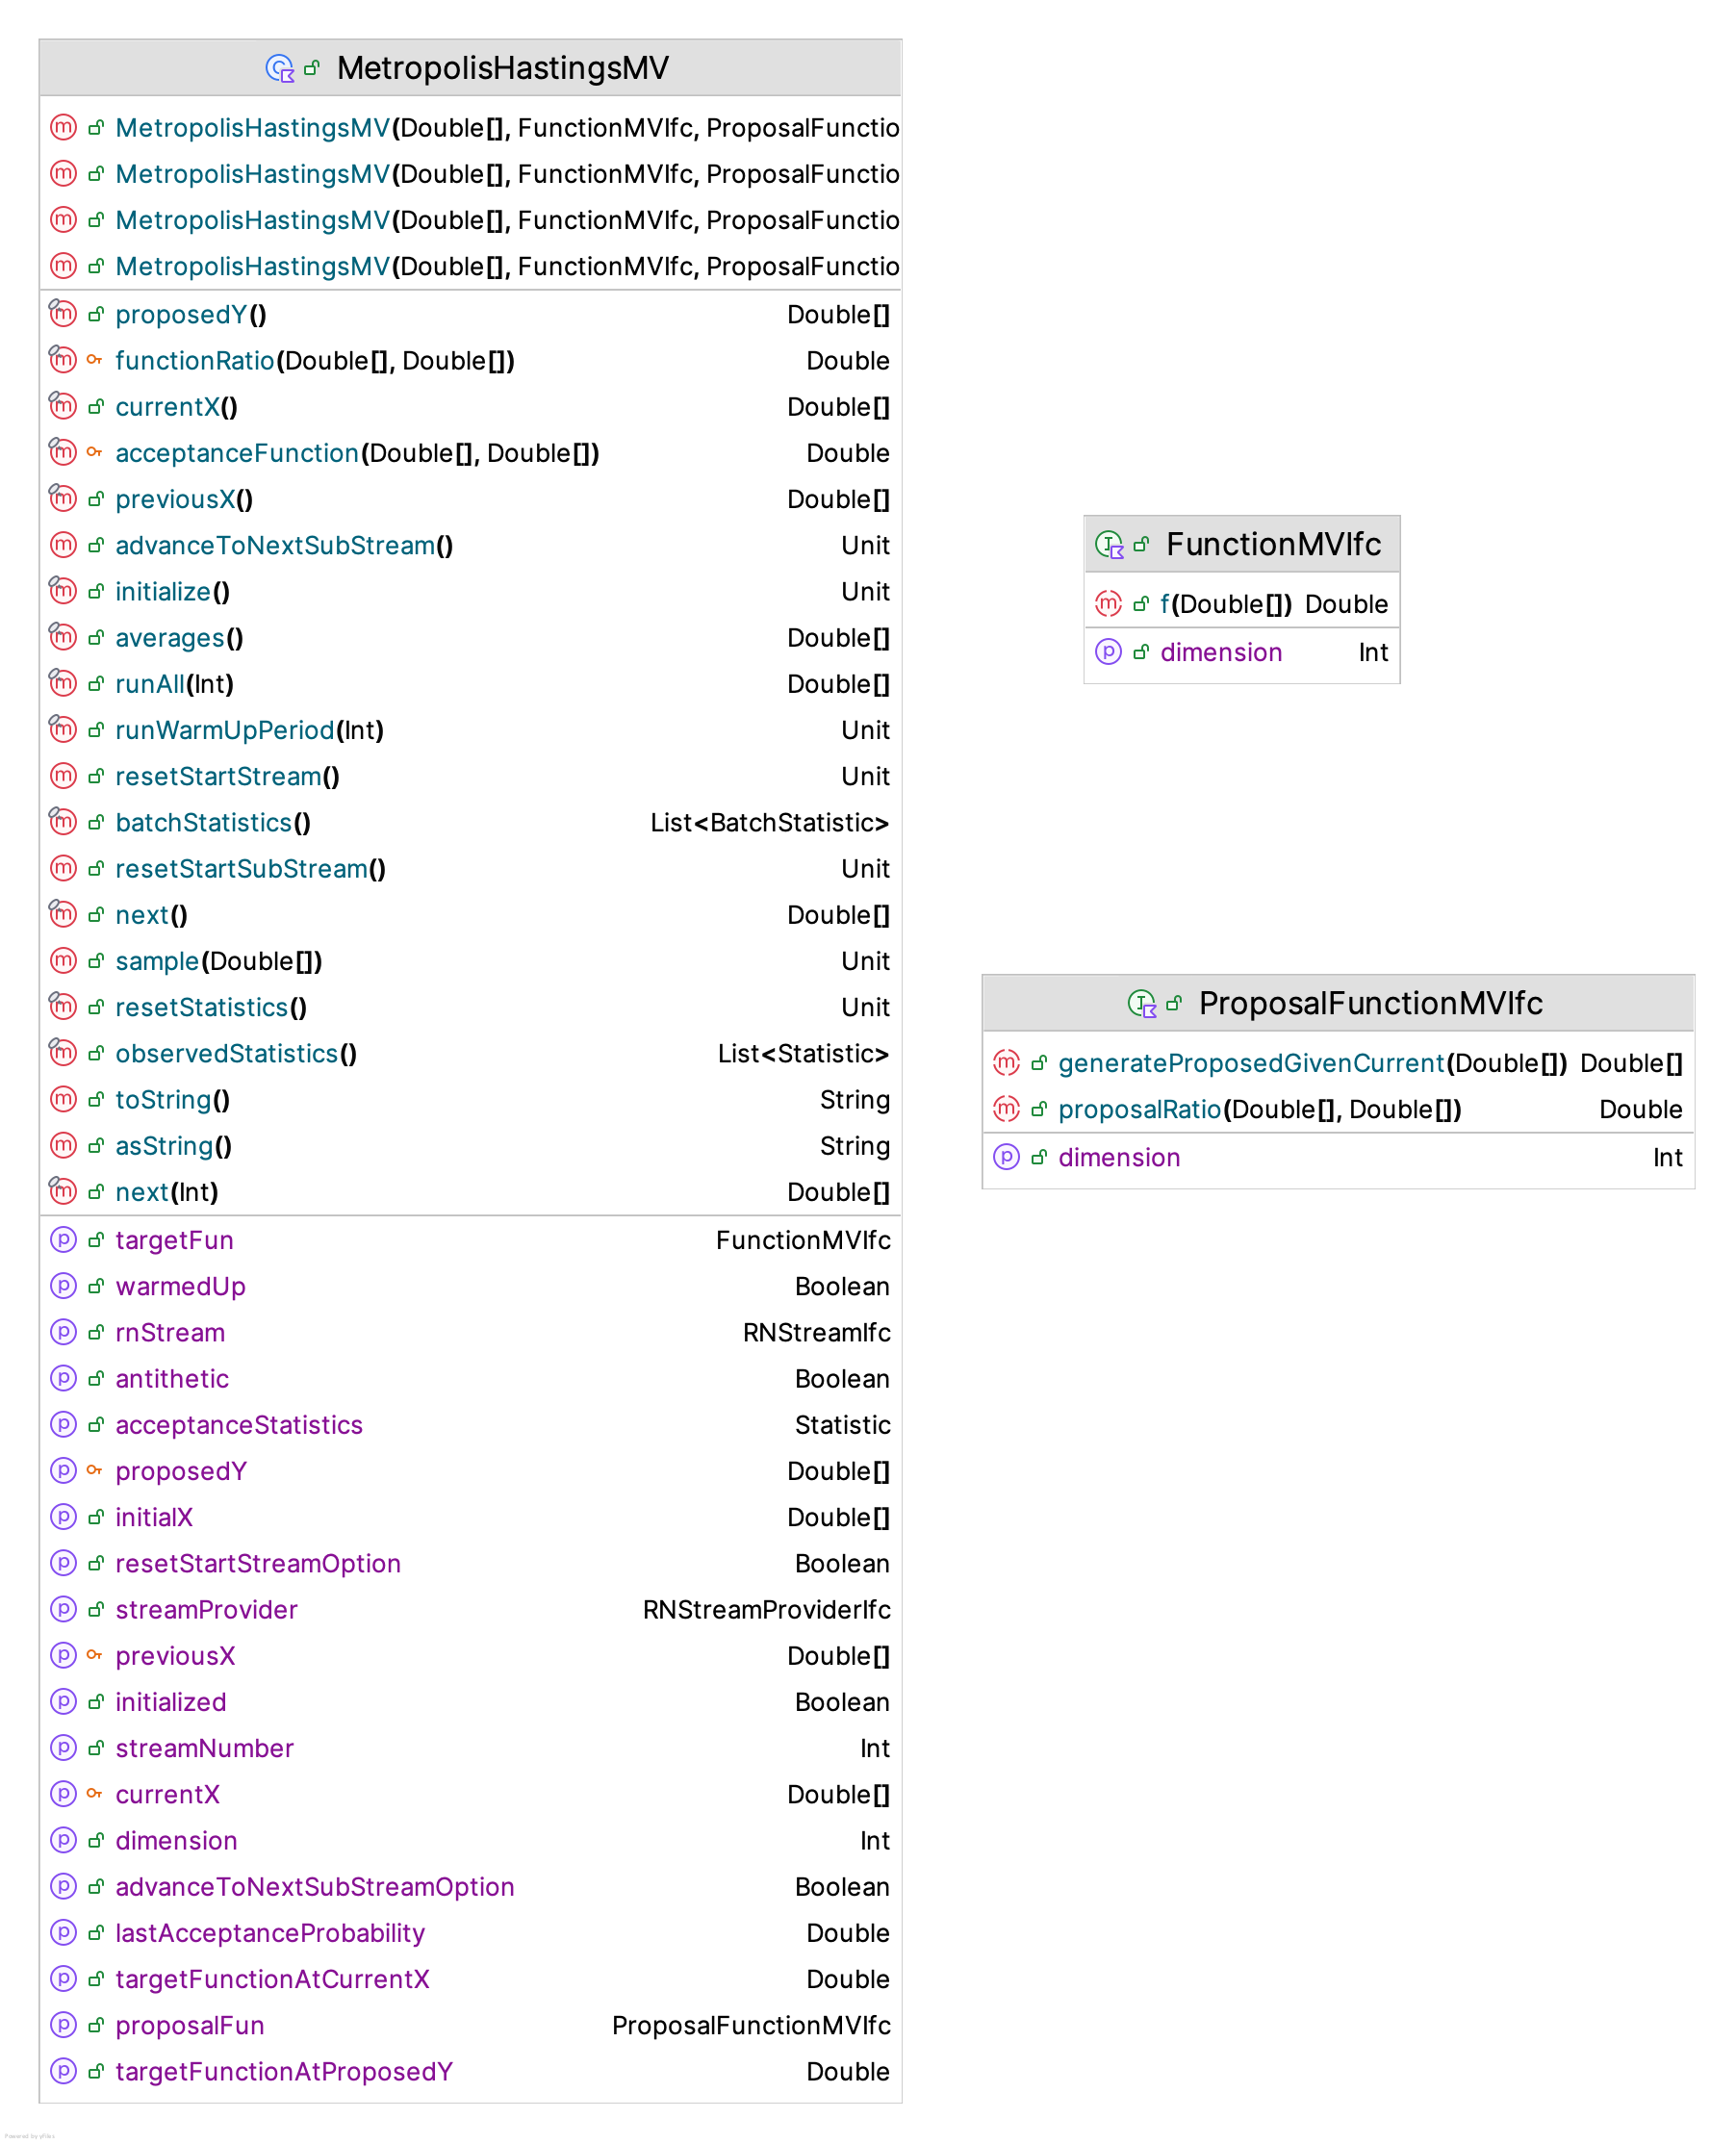 MetropolisHastingsMV
MetropolisHastingsMV(Double[], FunctionMVIfc, ProposalFunctio
MetropolisHastingsMV(Double[], FunctionMVIfc, ProposalFunctio
MetropolisHastingsMV(Double[], FunctionMVIfc, ProposalFunctio
MetropolisHastingsMV(Double[], FunctionMVIfc, ProposalFunctio
proposedY() Double[]
functionRatio(Double[], Double[]) Double
currentX() Double[]
acceptanceFunction(Double[], Double[]) Double
previousX() Double[]
advanceToNextSubStream() Unit
initialize() Unit
averages() Double[]
runAll(Int) Double[]
runWarmUpPeriod(Int) Unit
resetStartStream() Unit
batchStatistics() List<BatchStatistic>
resetStartSubStream() Unit
next() Double[]
sample(Double[]) Unit
resetStatistics() Unit
observedStatistics() List<Statistic>
toString() String
asString() String
next(Int) Double[]
targetFun FunctionMVIfc
warmedUp Boolean
rnStream RNStreamIfc
antithetic Boolean
acceptanceStatistics Statistic
proposedY Double[]
initialX Double[]
resetStartStreamOption Boolean
streamProvider RNStreamProviderIfc
previousX Double[]
initialized Boolean
streamNumber Int
currentX Double[]
dimension Int
advanceToNextSubStreamOption Boolean
lastAcceptanceProbability Double
targetFunctionAtCurrentX Double
proposalFun ProposalFunctionMVIfc
targetFunctionAtProposedY Double
FunctionMVIfc
f(Double[]) Double
dimension Int
ProposalFunctionMVIfc
generateProposedGivenCurrent(Double[]) Double[]
proposalRatio(Double[], Double[]) Double
dimension Int
Powered by yFiles